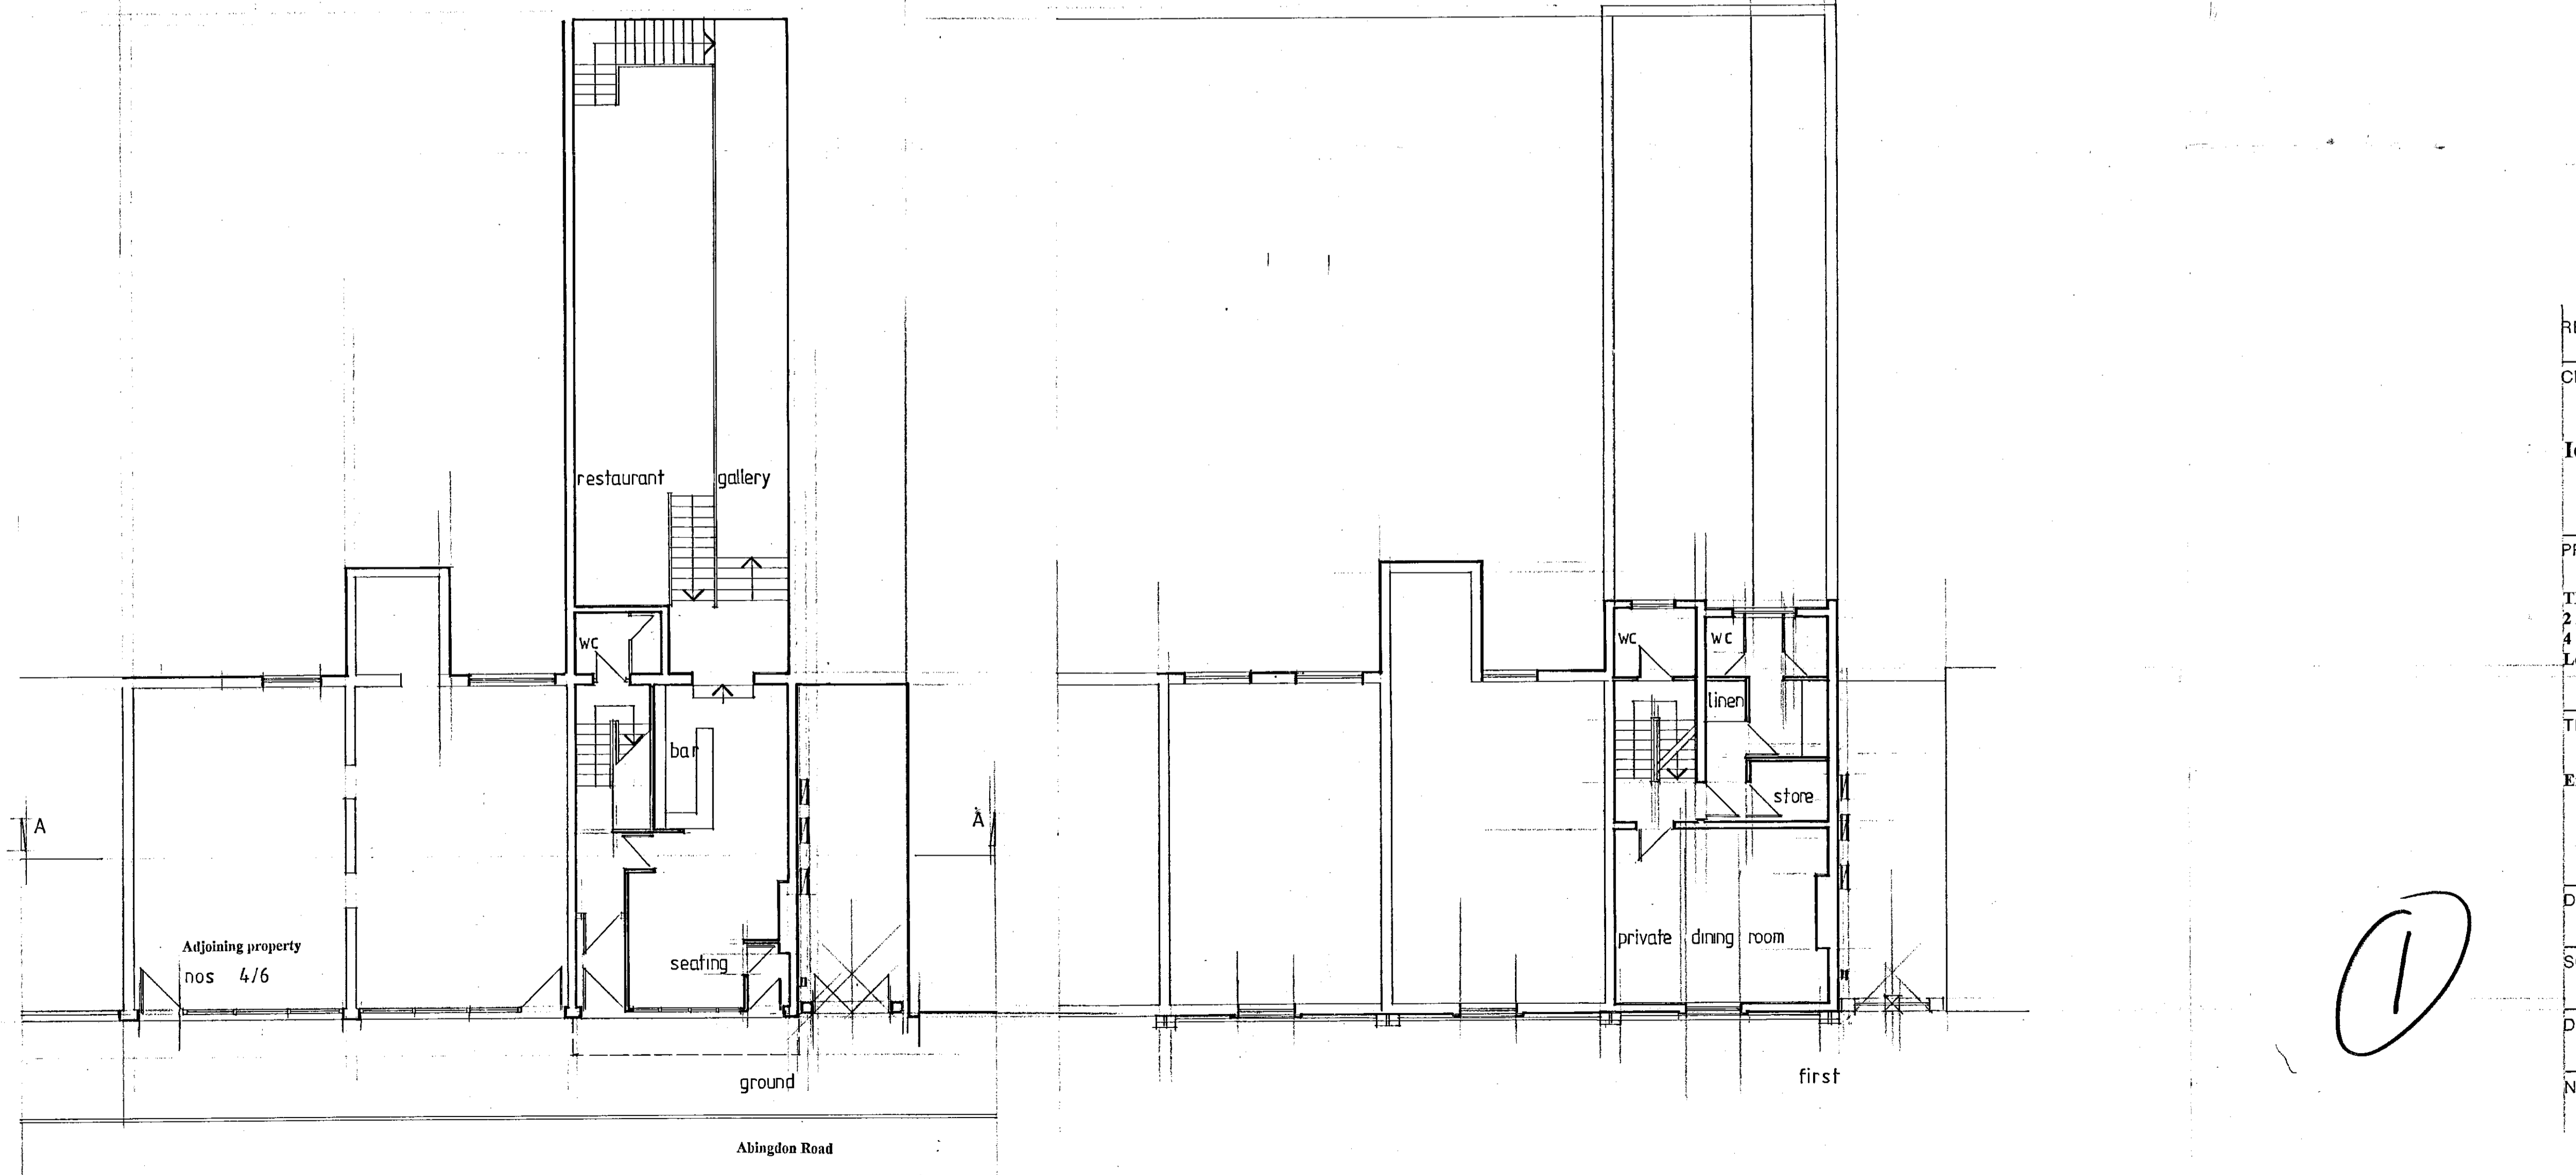 restaurant gallery
wc
bar
A
A
Adjoining property
nos 4/6
seating
ground
Abingdon Road
wc
wc
linen
store
private dining room
first
1